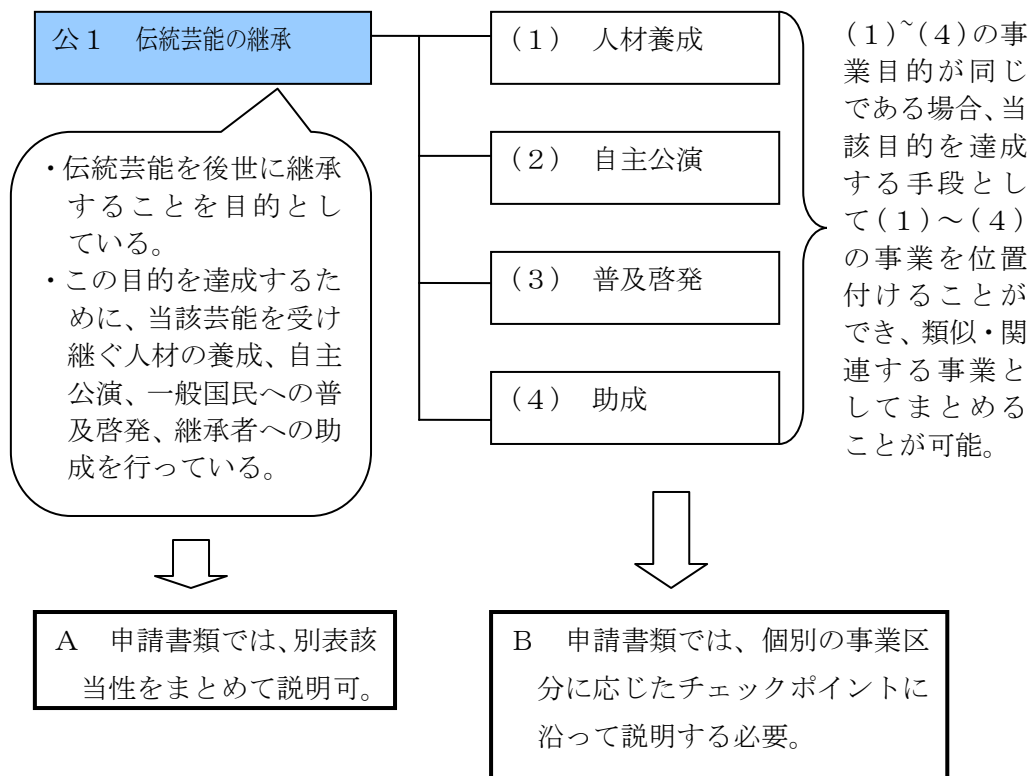 公1 伝統芸能の継承
・伝統芸能を後世に継承
することを目的とし
ている。
・この目的を達成するた
めに、当該芸能を受け
継ぐ人材の養成、自主
公演、一般国民への普
及啓発、継承者への助
成を行っている。
(1) 人材養成
(2) 自主公演
(3) 普及啓発
(4) 助成
(1)~(4)の事
業目的が同じ
である場合、当
該目的を達成
する手段とし
て(1)～(4)
の事業を位置
付けることが
でき、類似・関
連する事業と
してまとめる
ことが可能。
A 申請書類では、別表該
当性をまとめて説明可。
B 申請書類では、個別の事業区
分に応じたチェックポイントに
沿って説明する必要。